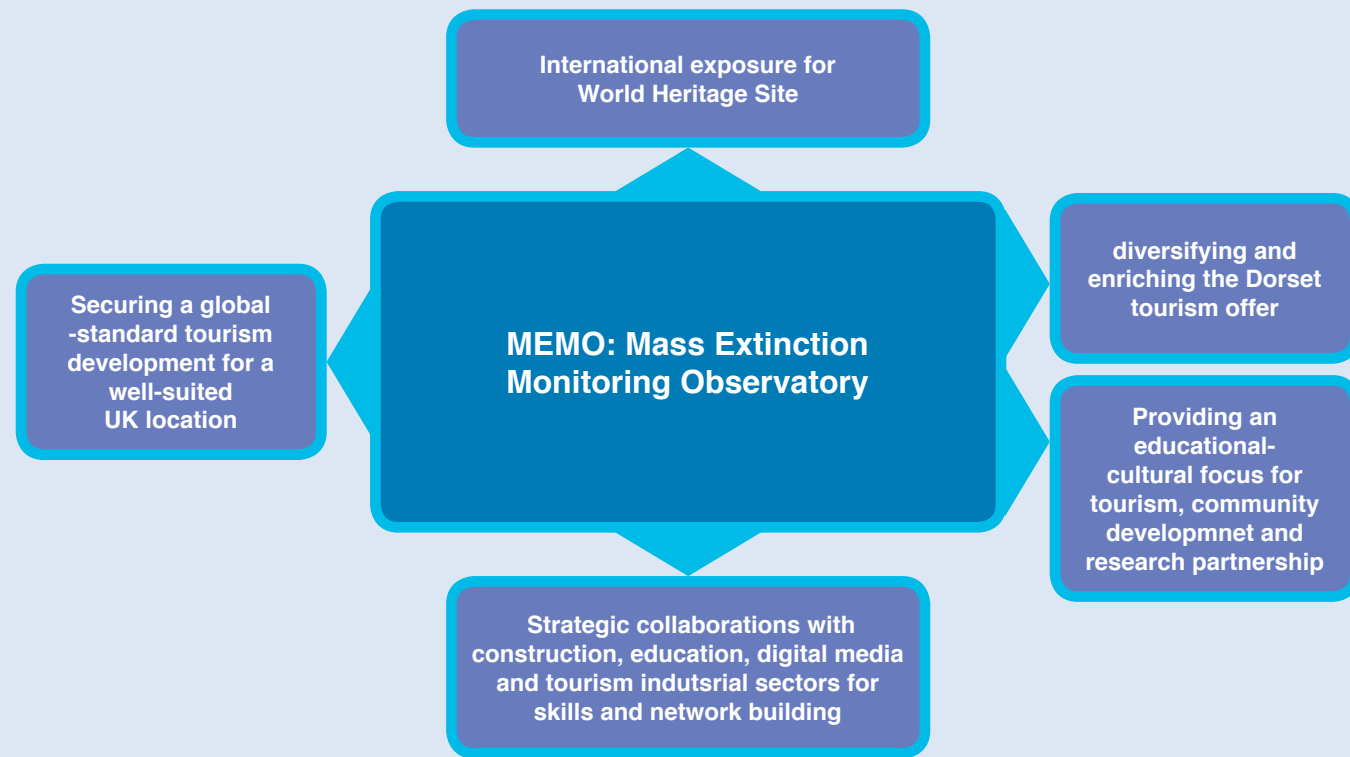 International exposure for
World Heritage Site
MEMO: Mass Extinction
Monitoring Observatory
Securing a global
-standard tourism
development for a
well-suited
UK location
diversifying and
enriching the Dorset
tourism offer
Providing an
educational-
cultural focus for
tourism, community
developmnet and
research partnership
Strategic collaborations with
construction, education, digital media
and tourism indutsrial sectors for
skills and network building